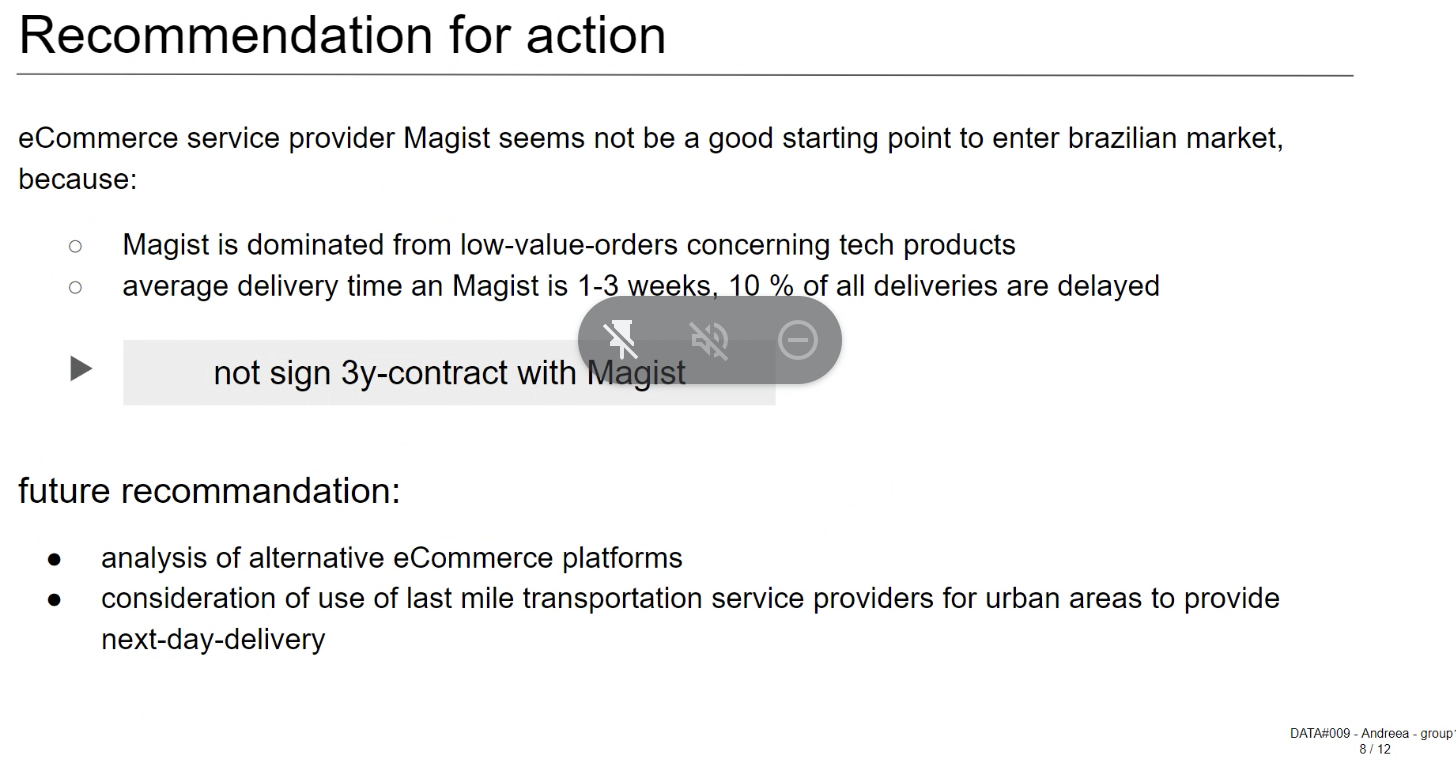 Recommendation for action
eCommerce service provider Magist seems not be a good starting point to enter brazilian market,
because:
○ Magist is dominated from low-value-orders concerning tech products
○ average delivery time an Magist is 1-3 weeks, 10 % of all deliveries are delayed
not sign 3y-contract with Magist
future recommandation:
● analysis of alternative eCommerce platforms
● consideration of use of last mile transportation service providers for urban areas to provide
next-day-delivery
DATA#009 - Andreea - group
8 / 12